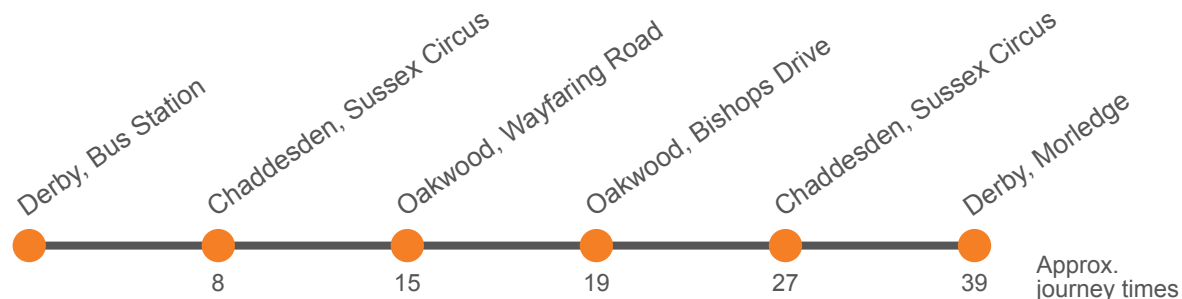 Derby, Bus Station
Chaddesden, Sussex Circus
Oakwood, Wayfaring Road
Oakwood, Bishops Drive
Chaddesden, Sussex Circus
Derby, Morledge
8
15
19
27
39
Approx.
journey times